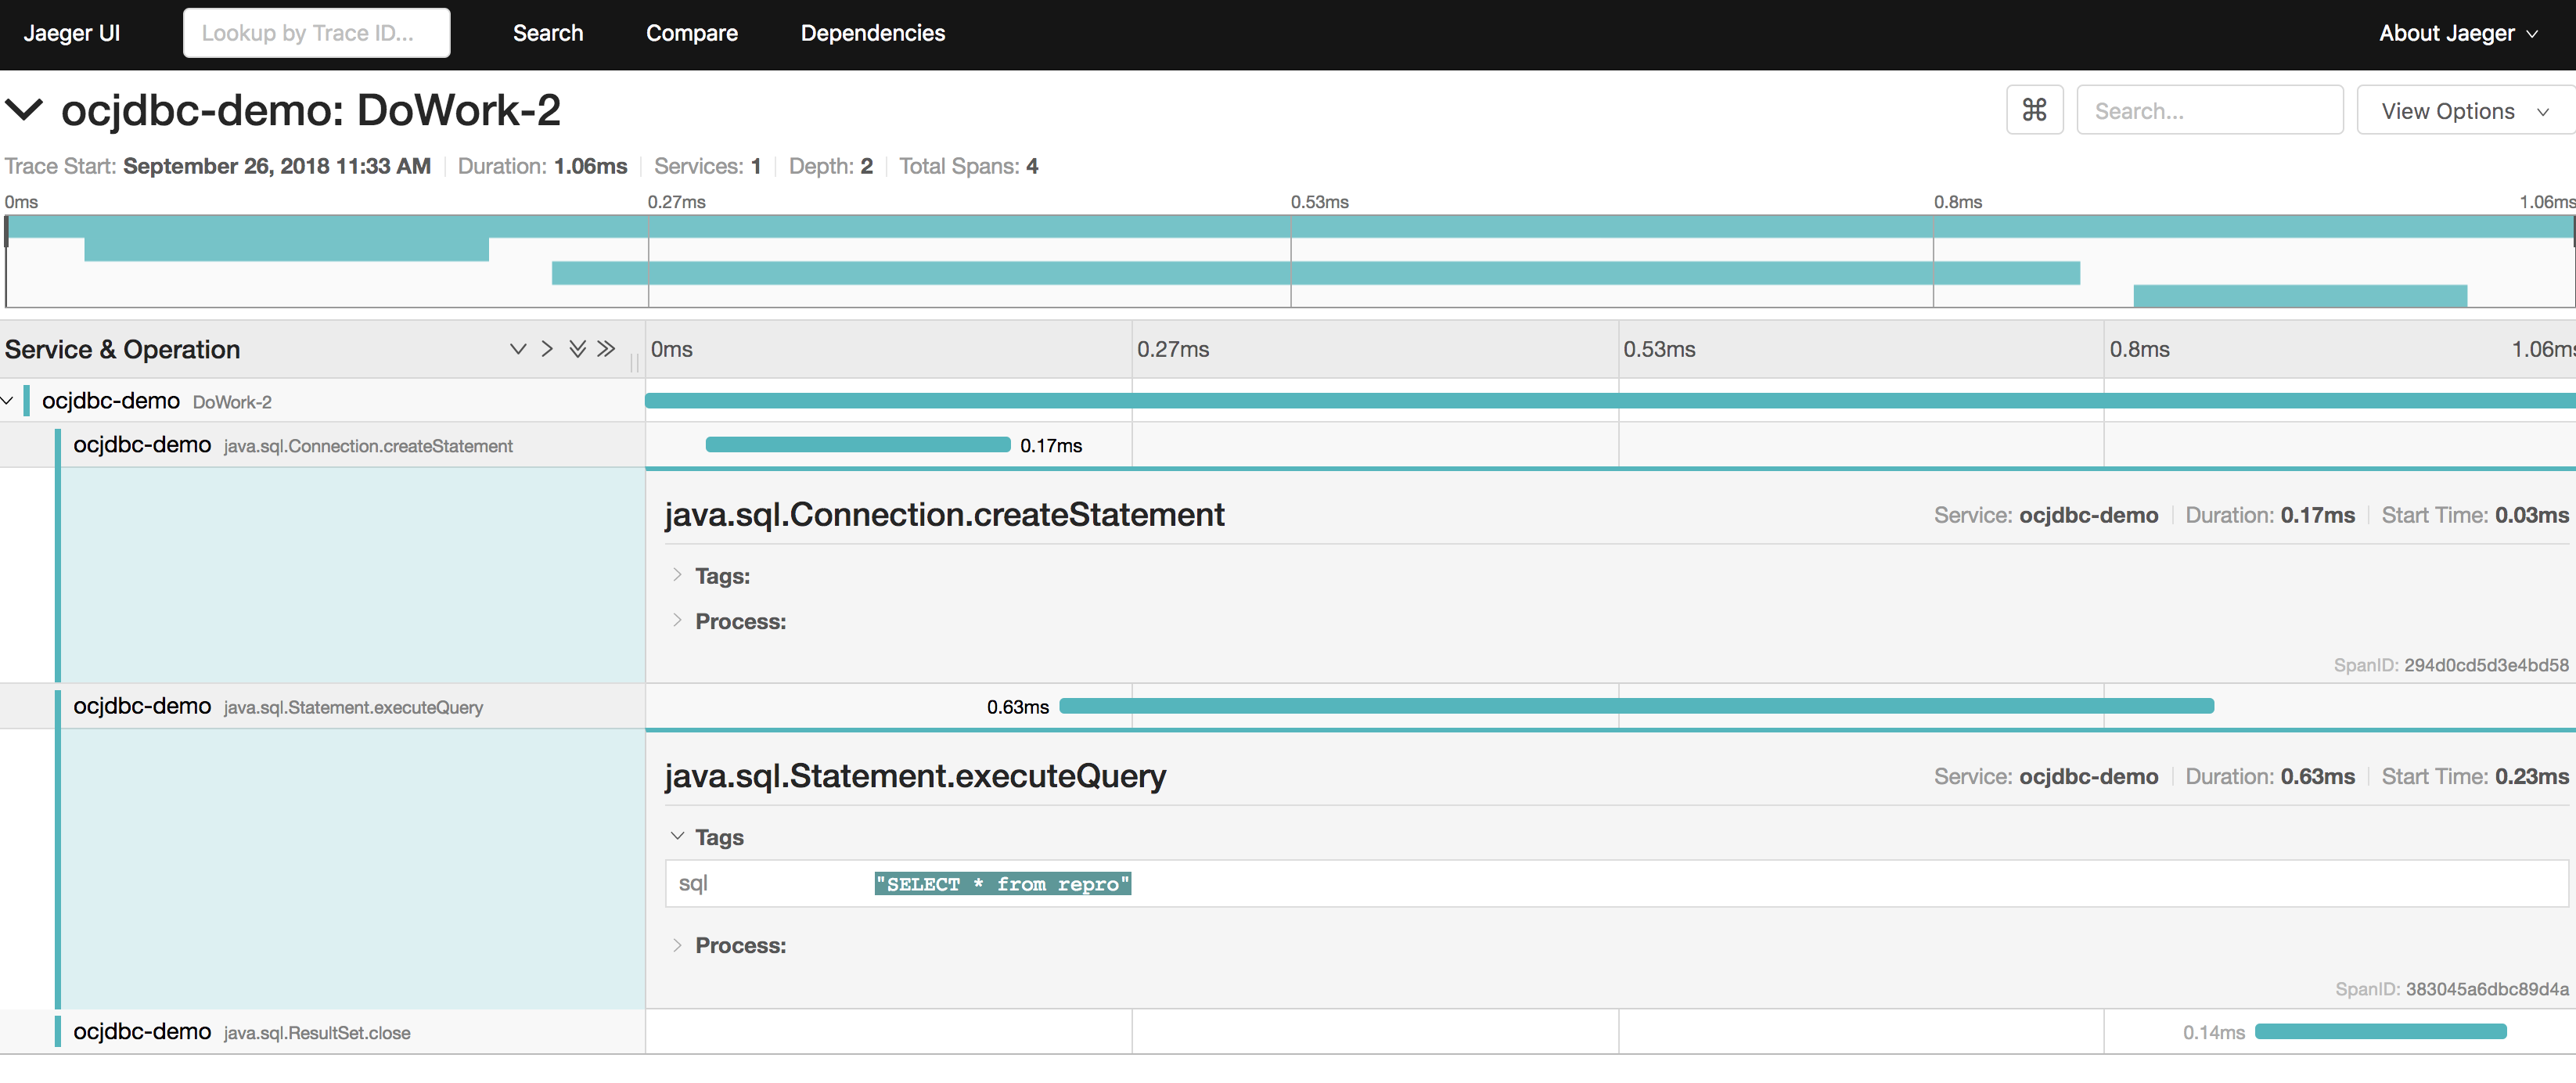 Jaeger UI Lookup by Trace ID... Search Compare Dependencies About Jaeger
ocjdbc-demo: DoWork-2 ⌘ Search... View Options
Trace Start: September 26, 2018 11:33 AM Duration: 1.06ms Services: 1 Depth: 2 Total Spans: 4
0ms 0.27ms 0.53ms 0.8ms 1.06ms
Service & Operation 0ms 0.27ms 0.53ms 0.8ms 1.06ms
ocjdbc-demo DoWork-2
ocjdbc-demo java.sql.Connection.createStatement 0.17ms
java.sql.Connection.createStatement Service: ocjdbc-demo Duration: 0.17ms Start Time: 0.03ms
Tags:
Process:
SpanID: 294d0cd5d3e4bd58
ocjdbc-demo java.sql.Statement.executeQuery 0.63ms
java.sql.Statement.executeQuery Service: ocjdbc-demo Duration: 0.63ms Start Time: 0.23ms
Tags
sql "SELECT * from repro"
Process:
SpanID: 383045a6dbc89d4a
ocjdbc-demo java.sql.ResultSet.close 0.14ms